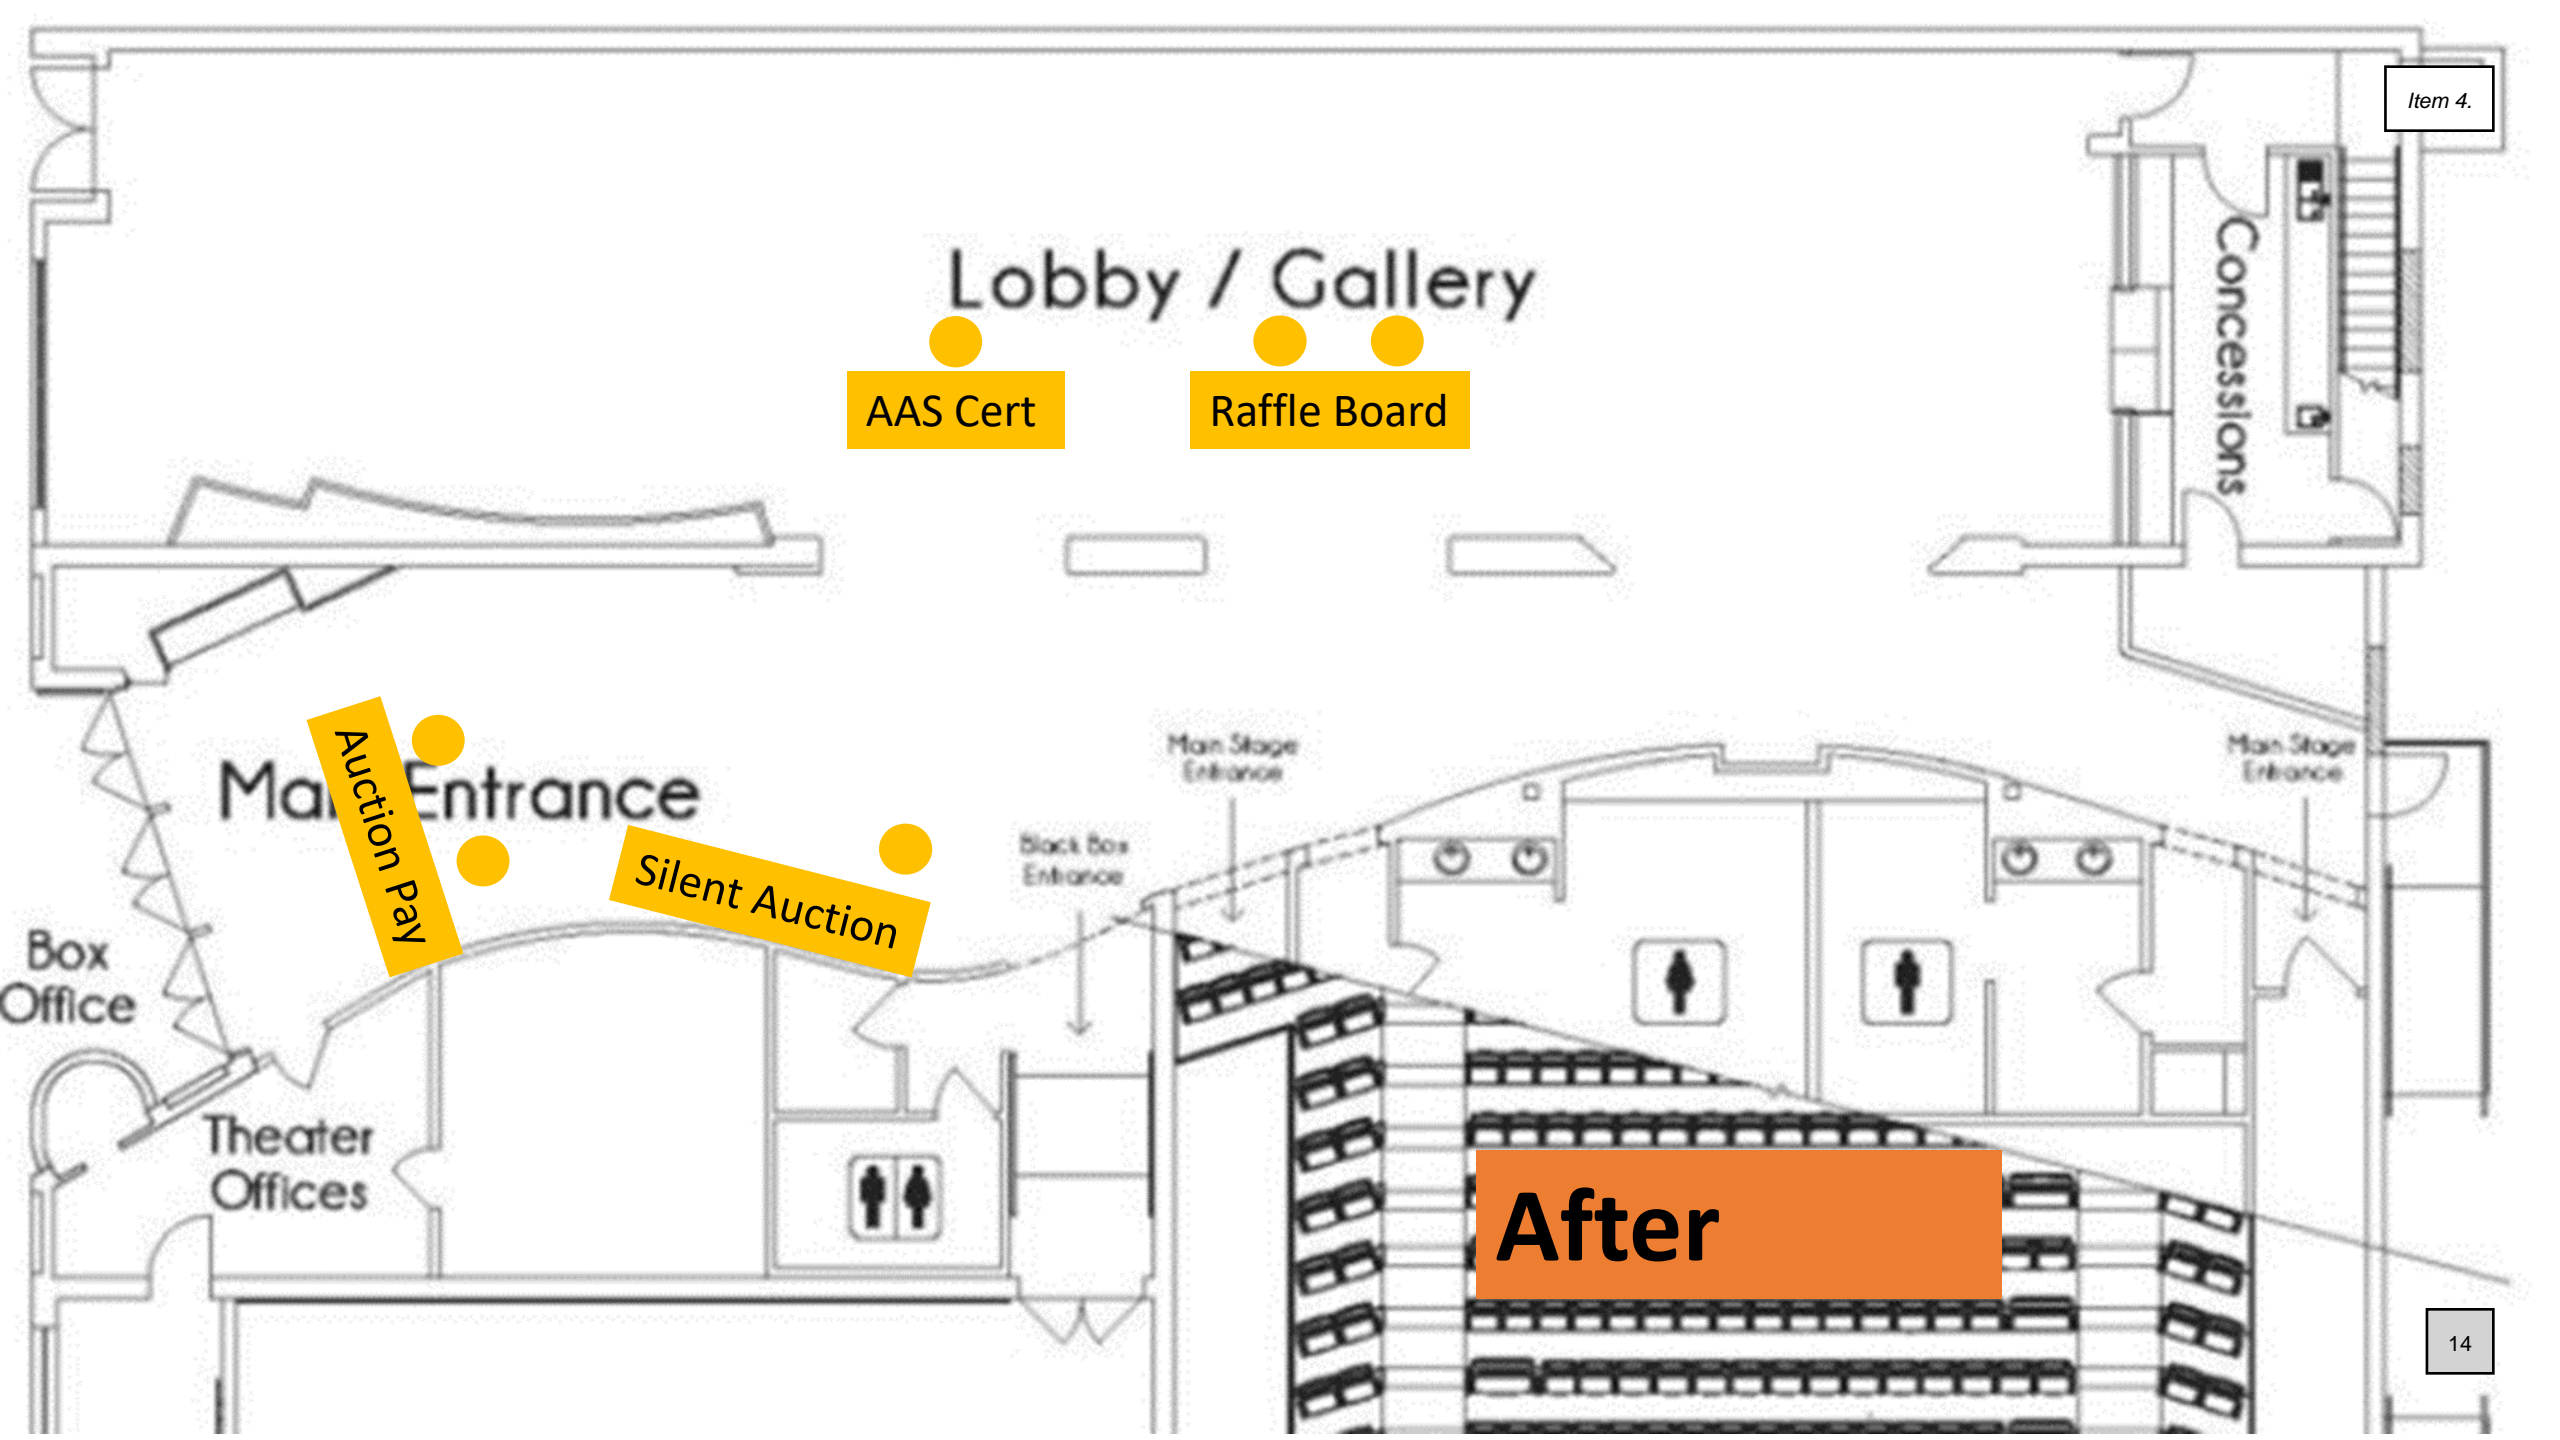 Item 4.
Lobby / Gallery
Concessions
AAS Cert
Raffle Board
Main Stage
Entrance
Main Stage
Entrance
Auction Pay
Main Entrance
Silent Auction
Black Box
Entrance
Box
Office
Theater
Offices
After
14